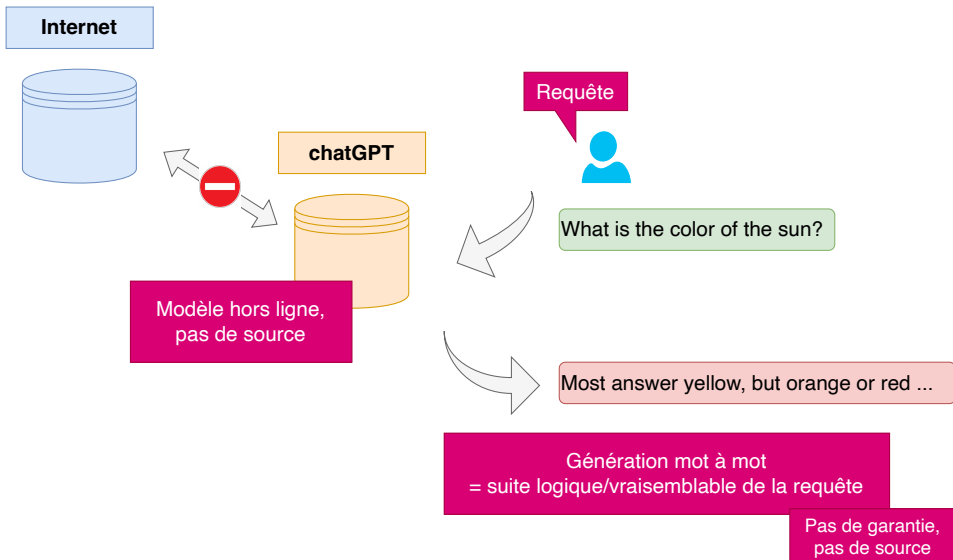 Internet
Requête
chatGPT
What is the color of the sun?
Modèle hors ligne,
pas de source
Most answer yellow, but orange or red ...
Génération mot à mot
= suite logique/vraisemblable de la requête
Pas de garantie,
pas de source